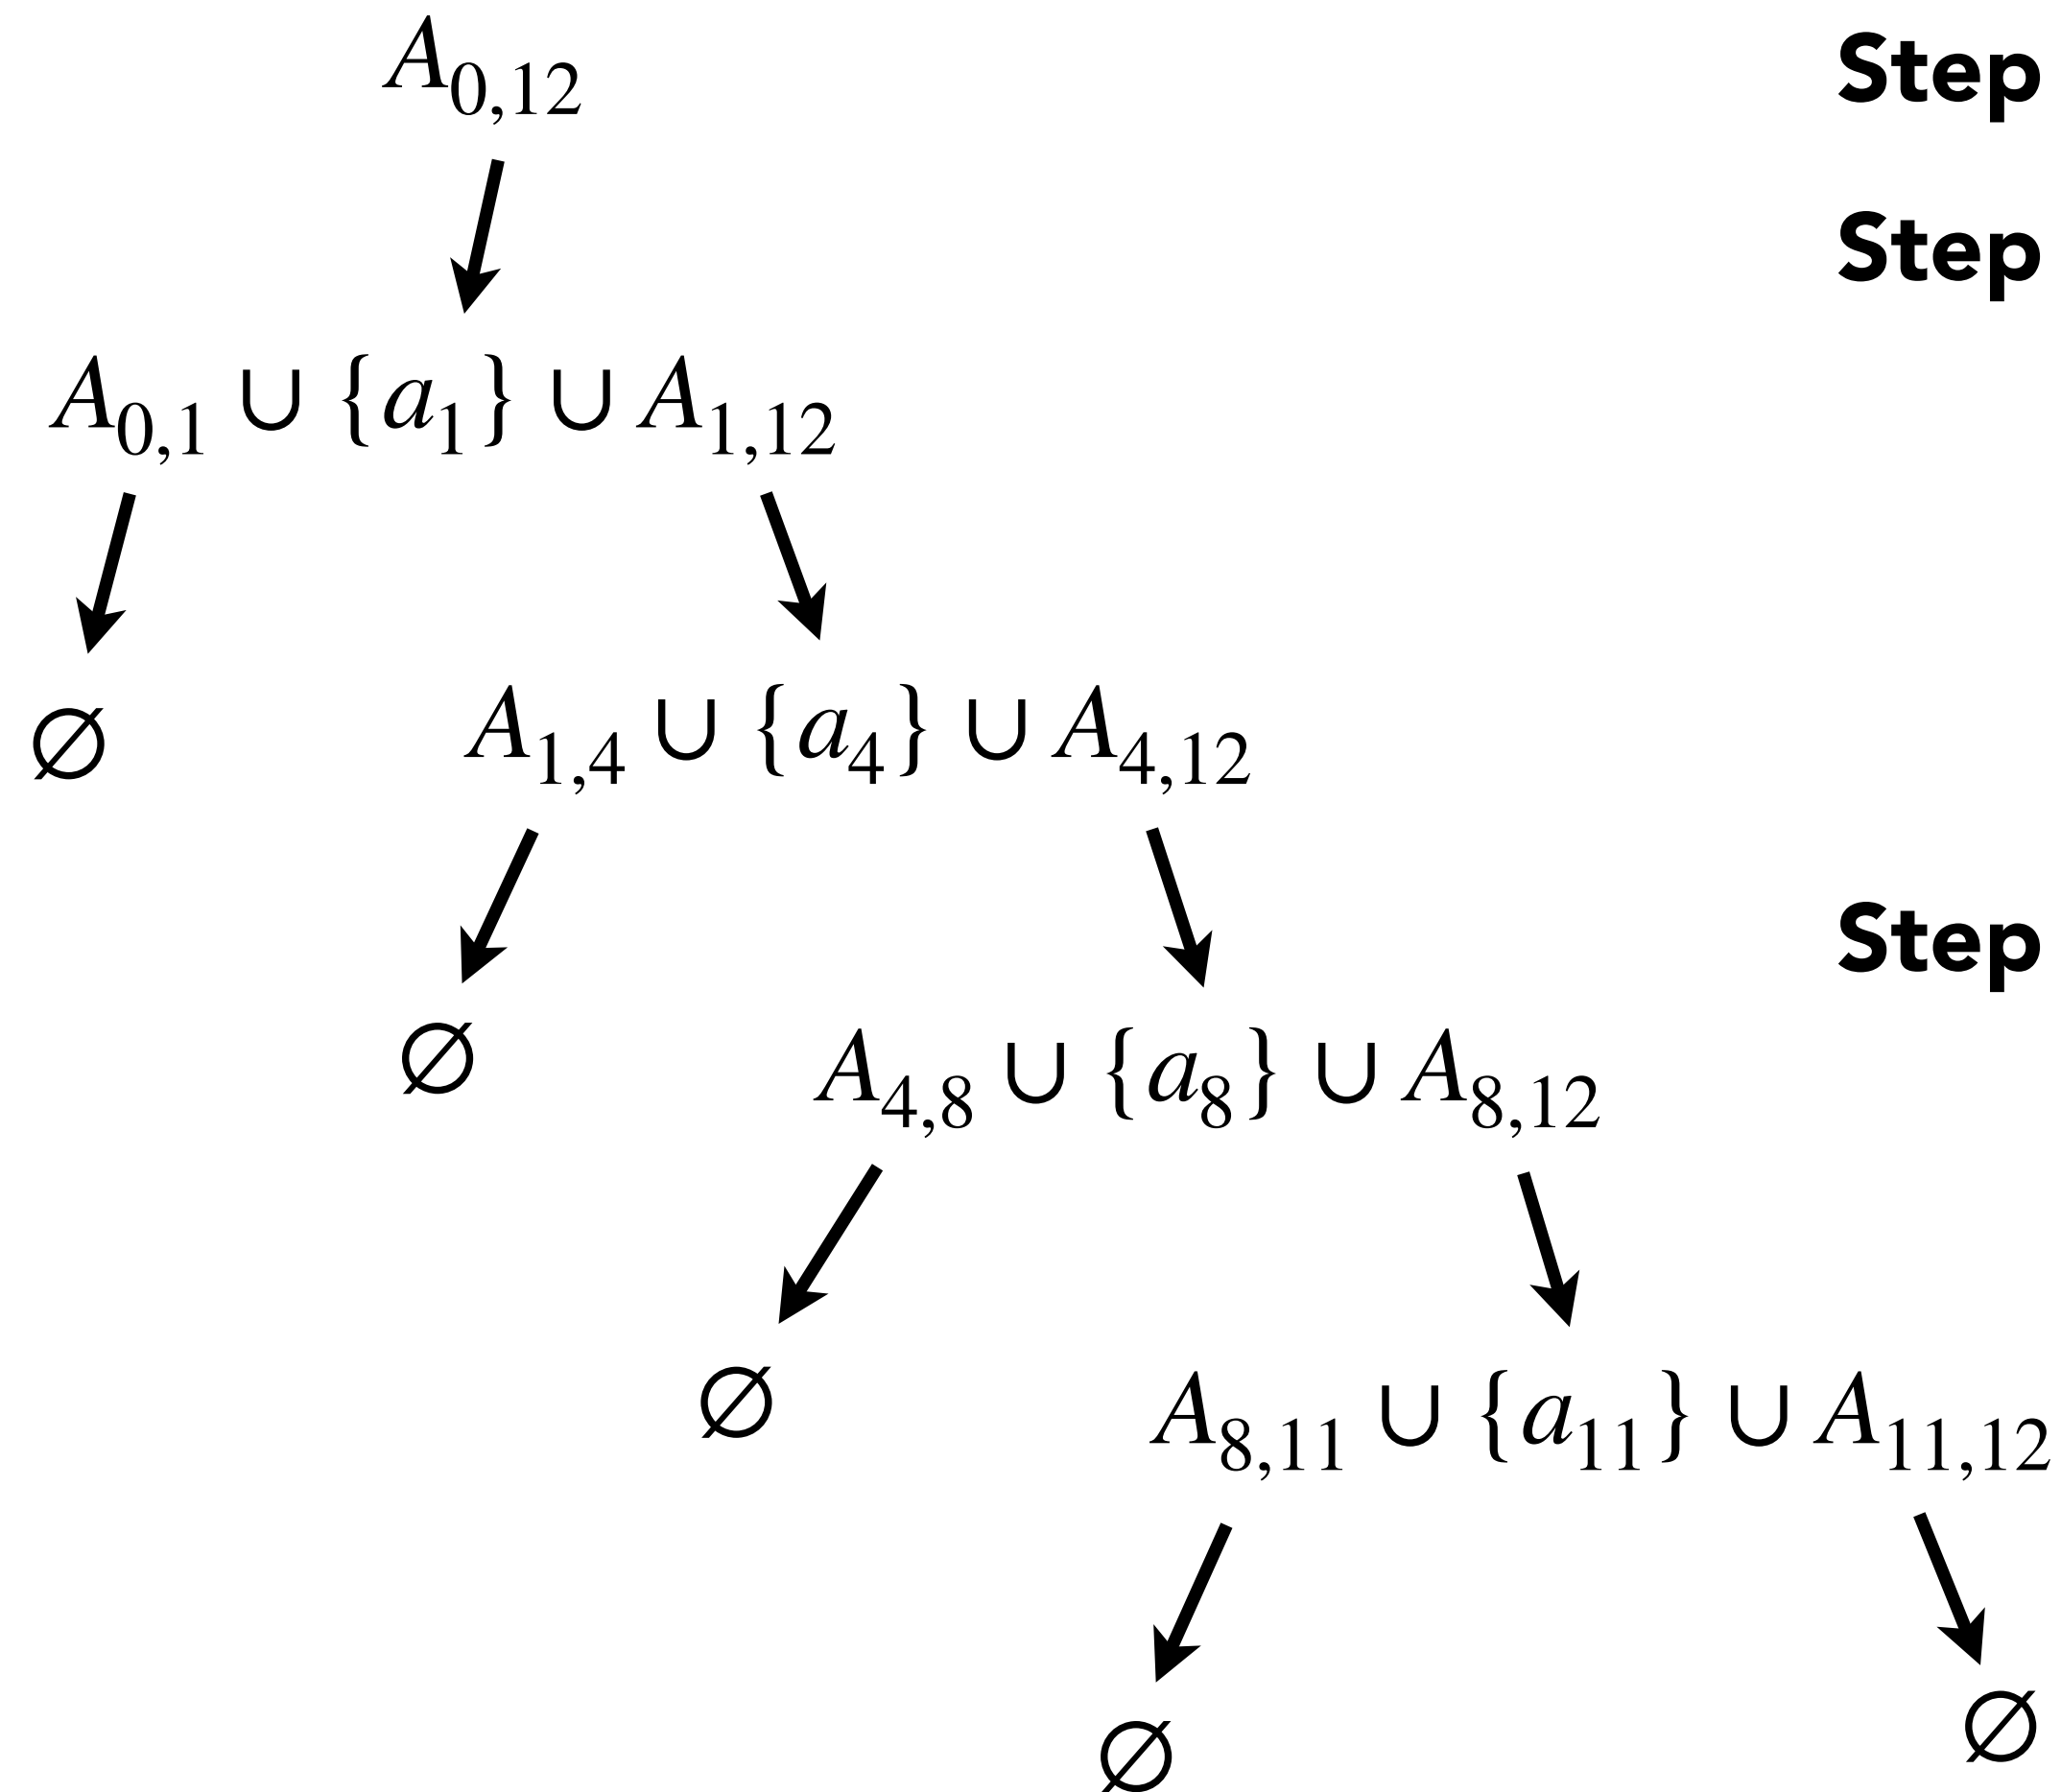 A0,12 Step
Step
A0,1 ∪ {a1} ∪ A1,12
∅ A1,4 ∪ {a4} ∪ A4,12
Step
∅ A4,8 ∪ {a8} ∪ A8,12
∅ A8,11 ∪ {a11} ∪ A11,12
∅ ∅